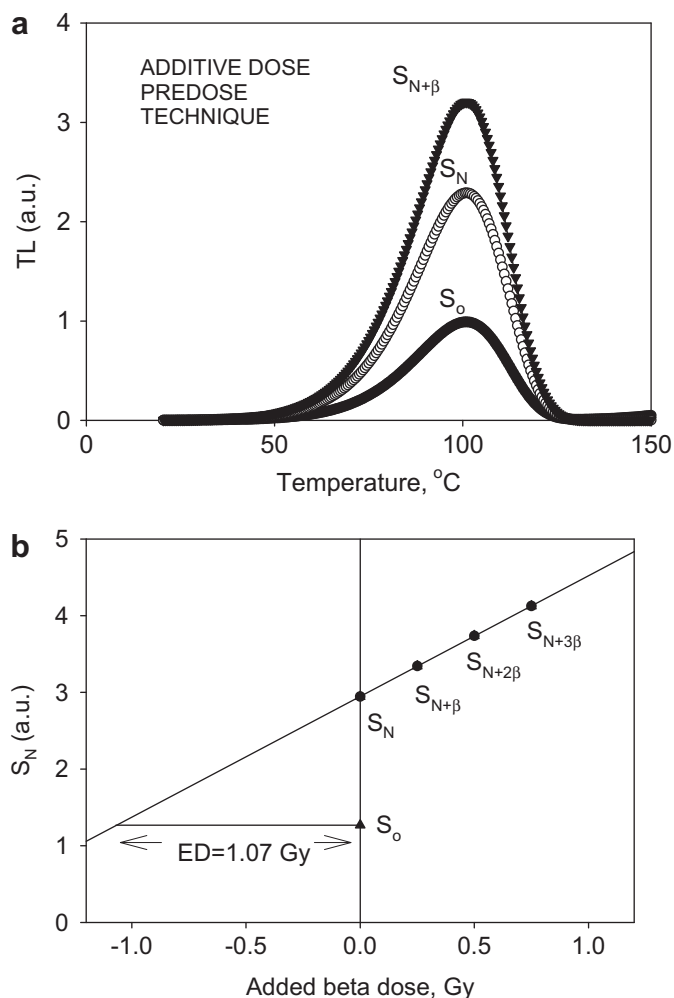 a
4
3
2
1
0
TL (a.u.)
ADDITIVE DOSE
PREDOSE
TECHNIQUE
S_{N+β}
S_N
S_o
0 50 100 150
Temperature, °C
b
5
4
3
2
1
0
S_N (a.u.)
S_{N+3β}
S_{N+2β}
S_{N+β}
S_N
S_o
ED=1.07 Gy
-1.0 -0.5 0.0 0.5 1.0
Added beta dose, Gy